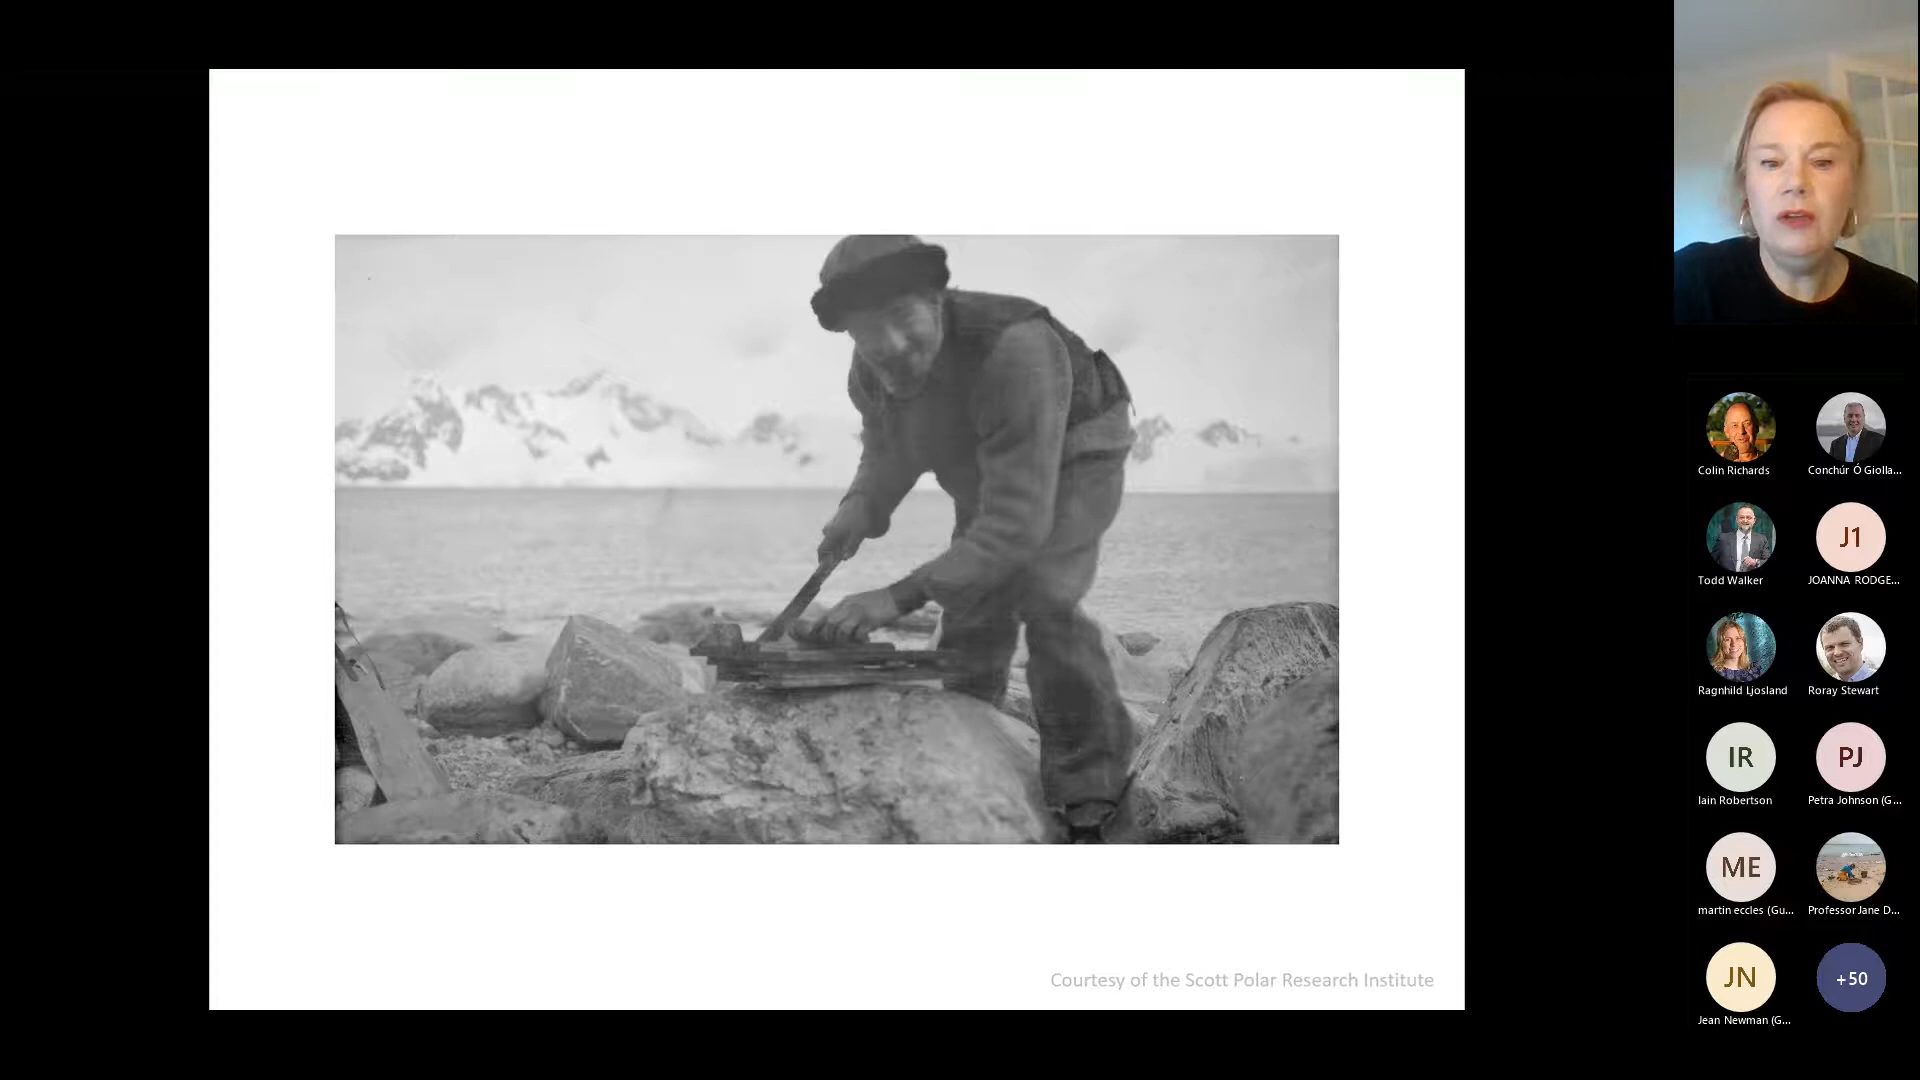 Courtesy of the Scott Polar Research Institute
Colin Richards
Conchúr Ó Giolla...
Todd Walker
J1
JOANNA RODGE...
Ragnhild Ljosland
Roray Stewart
IR
Iain Robertson
PJ
Petra Johnson (G...
ME
martin eccles (Gu...
Professor Jane D...
JN
Jean Newman (G...
+50